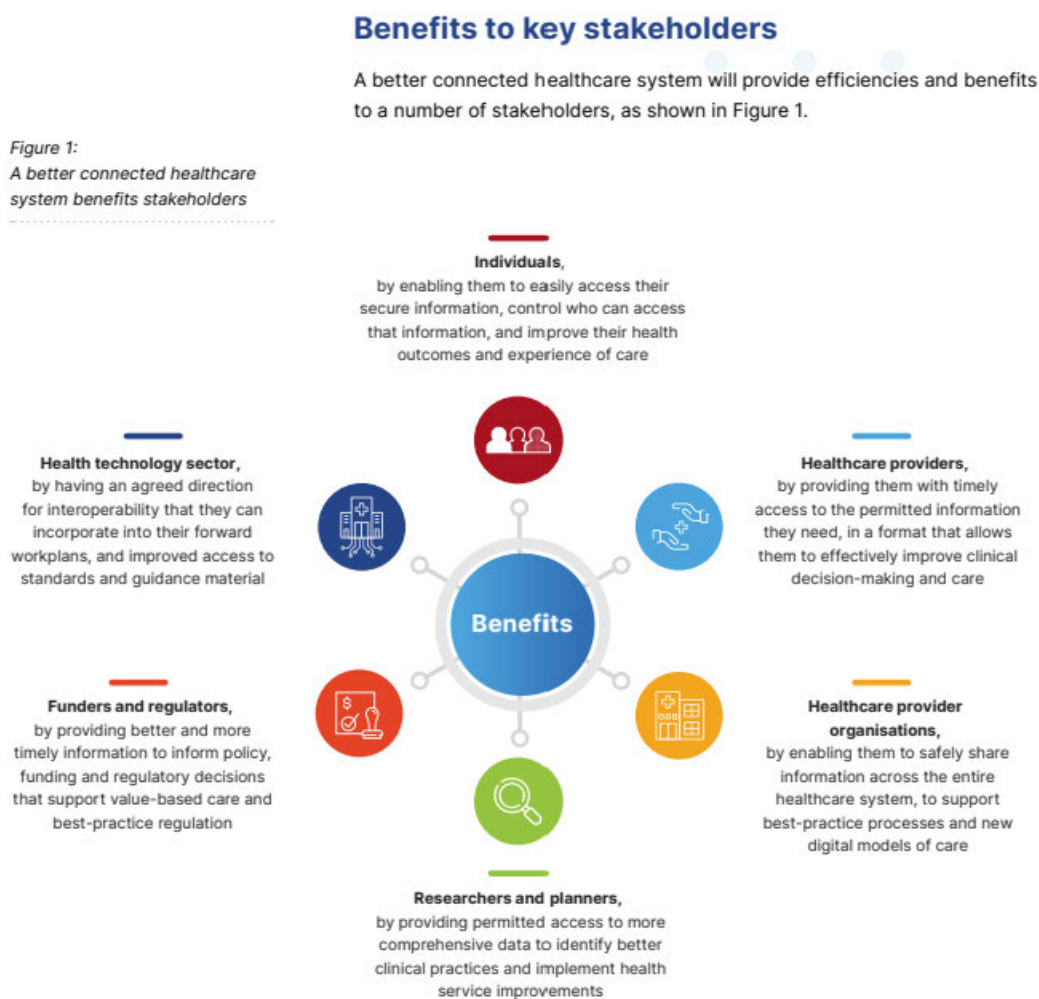 Benefits to key stakeholders
A better connected healthcare system will provide efficiencies and benefits
to a number of stakeholders, as shown in Figure 1.
Figure 1:
A better connected healthcare
system benefits stakeholders
Individuals,
by enabling them to easily access their
secure information, control who can access
that information, and improve their health
outcomes and experience of care
Healthcare providers,
by providing them with timely
access to the permitted information
they need, in a format that allows
them to effectively improve clinical
decision-making and care
Healthcare provider
organisations,
by enabling them to safely share
information across the entire
healthcare system, to support
best-practice processes and new
digital models of care
Researchers and planners,
by providing permitted access to more
comprehensive data to identify better
clinical practices and implement health
service improvements
Funders and regulators,
by providing better and more
timely information to inform policy,
funding and regulatory decisions
that support value-based care and
best-practice regulation
$
Health technology sector,
by having an agreed direction
for interoperability that they can
incorporate into their forward
workplans, and improved access to
standards and guidance material
Benefits